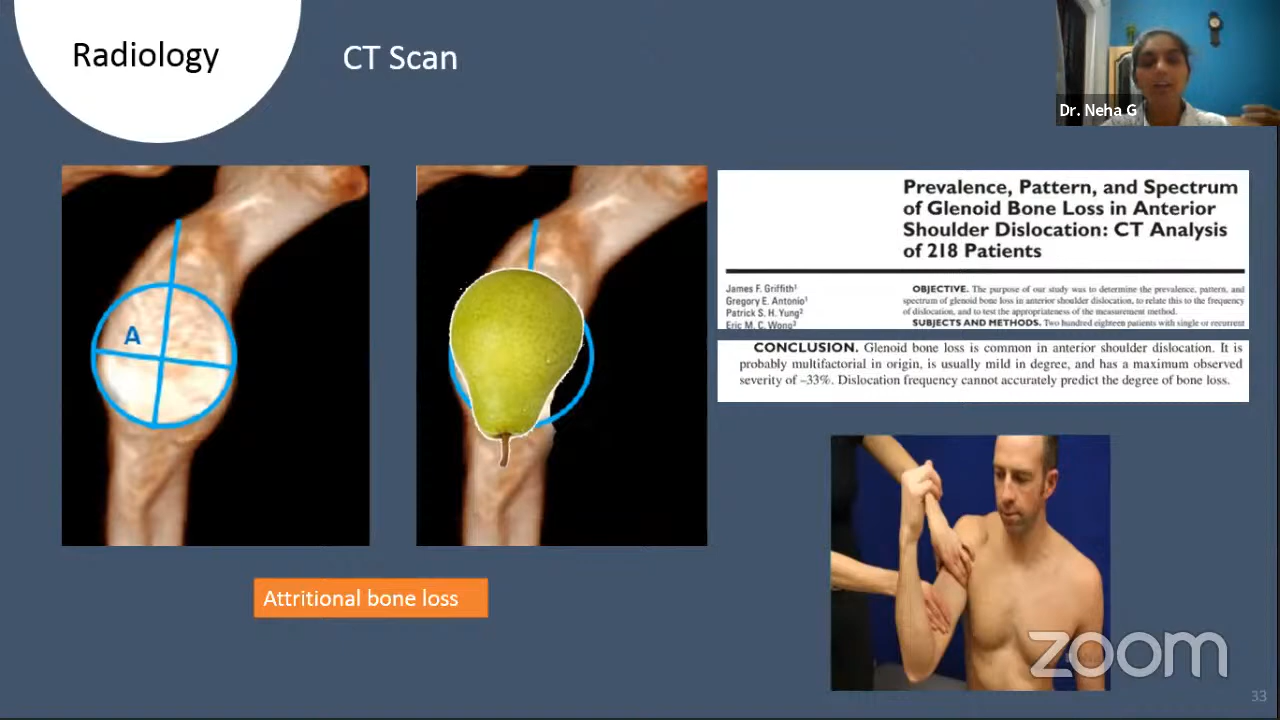 Radiology
CT Scan
Dr. Neha G
A
Prevalence, Pattern, and Spectrum
of Glenoid Bone Loss in Anterior
Shoulder Dislocation: CT Analysis
of 218 Patients
James F. Griffith¹
Gregory E. Antonio¹
Patrick S. H. Yung²
Eric M. C. Wong³
OBJECTIVE. The purpose of our study was to determine the prevalence, pattern, and
spectrum of glenoid bone loss in anterior shoulder dislocation, to relate this to the frequency
of dislocation, and to test the appropriateness of the measurement method.
SUBJECTS AND METHODS. Two hundred eighteen patients with single or recurrent
CONCLUSION. Glenoid bone loss is common in anterior shoulder dislocation. It is
probably multifactorial in origin, is usually mild in degree, and has a maximum observed
severity of –33%. Dislocation frequency cannot accurately predict the degree of bone loss.
Attritional bone loss
zoom
33